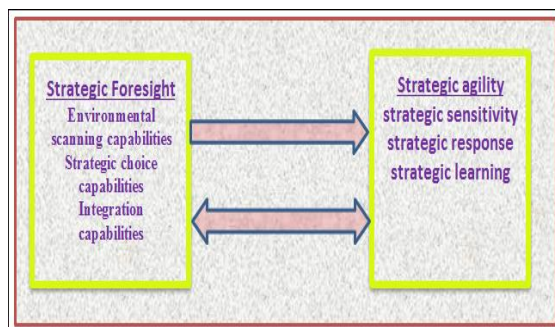 Strategic Foresight
Environmental
scanning capabilities
Strategic choice
capabilities
Integration
capabilities
Strategic agility
strategic sensitivity
strategic response
strategic learning